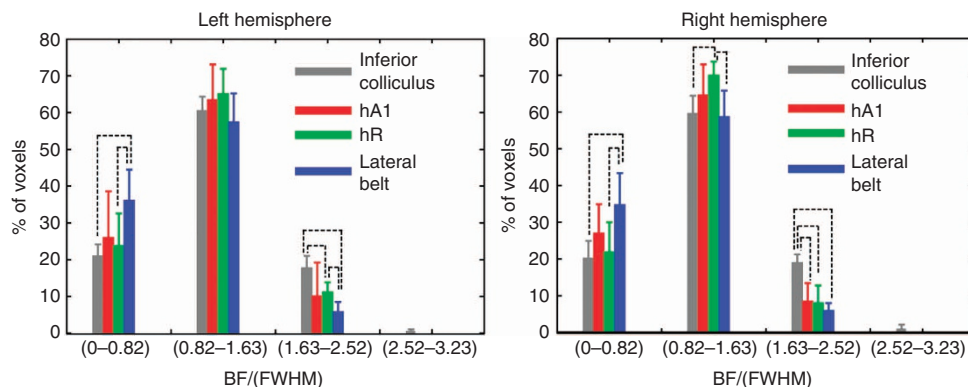 Left hemisphere
80
70
60
50
40
30
20
10
0
% of voxels
Inferior
colliculus
hA1
hR
Lateral
belt
(0–0.82) (0.82–1.63) (1.63–2.52) (2.52–3.23)
BF/(FWHM)
Right hemisphere
80
70
60
50
40
30
20
10
0
% of voxels
Inferior
colliculus
hA1
hR
Lateral
belt
(0–0.82) (0.82–1.63) (1.63–2.52) (2.52–3.23)
BF/(FWHM)